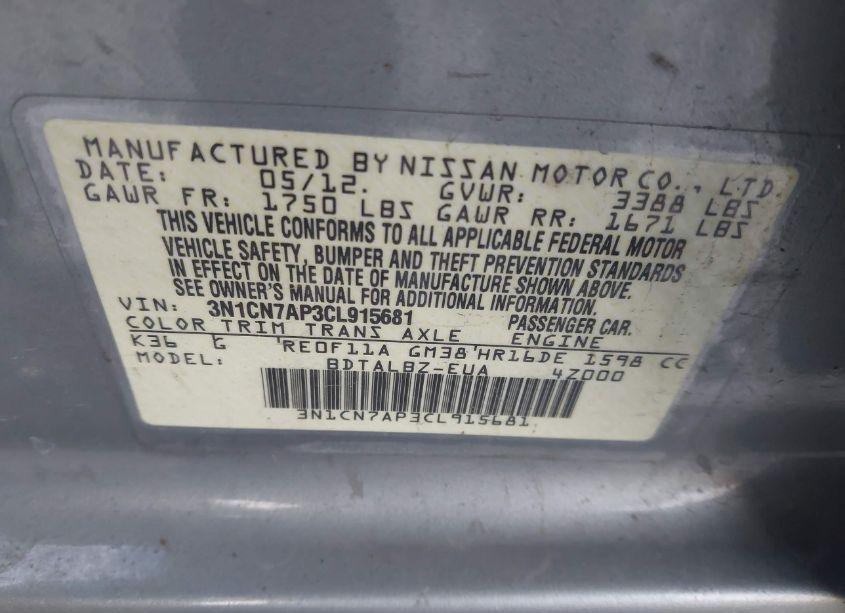 MANUFACTURED BY NISSAN MOTOR CO., LTD
DATE: 05/12. GVWR: 3388 LBS
GAWR FR: 1750 LBS GAWR RR: 1671 LBS
THIS VEHICLE CONFORMS TO ALL APPLICABLE FEDERAL MOTOR
VEHICLE SAFETY, BUMPER AND THEFT PREVENTION STANDARDS
IN EFFECT ON THE DATE OF MANUFACTURE SHOWN ABOVE.
SEE OWNER'S MANUAL FOR ADDITIONAL INFORMATION.
VIN: 3N1CN7AP3CL915681 PASSENGER CAR.
COLOR TRIM TRANS AXLE ENGINE
K36 G RE0F11A GM38 HR16DE 1598 CC
MODEL: BDTALBZ-EUA 4Z000
3N1CN7AP3CL915681